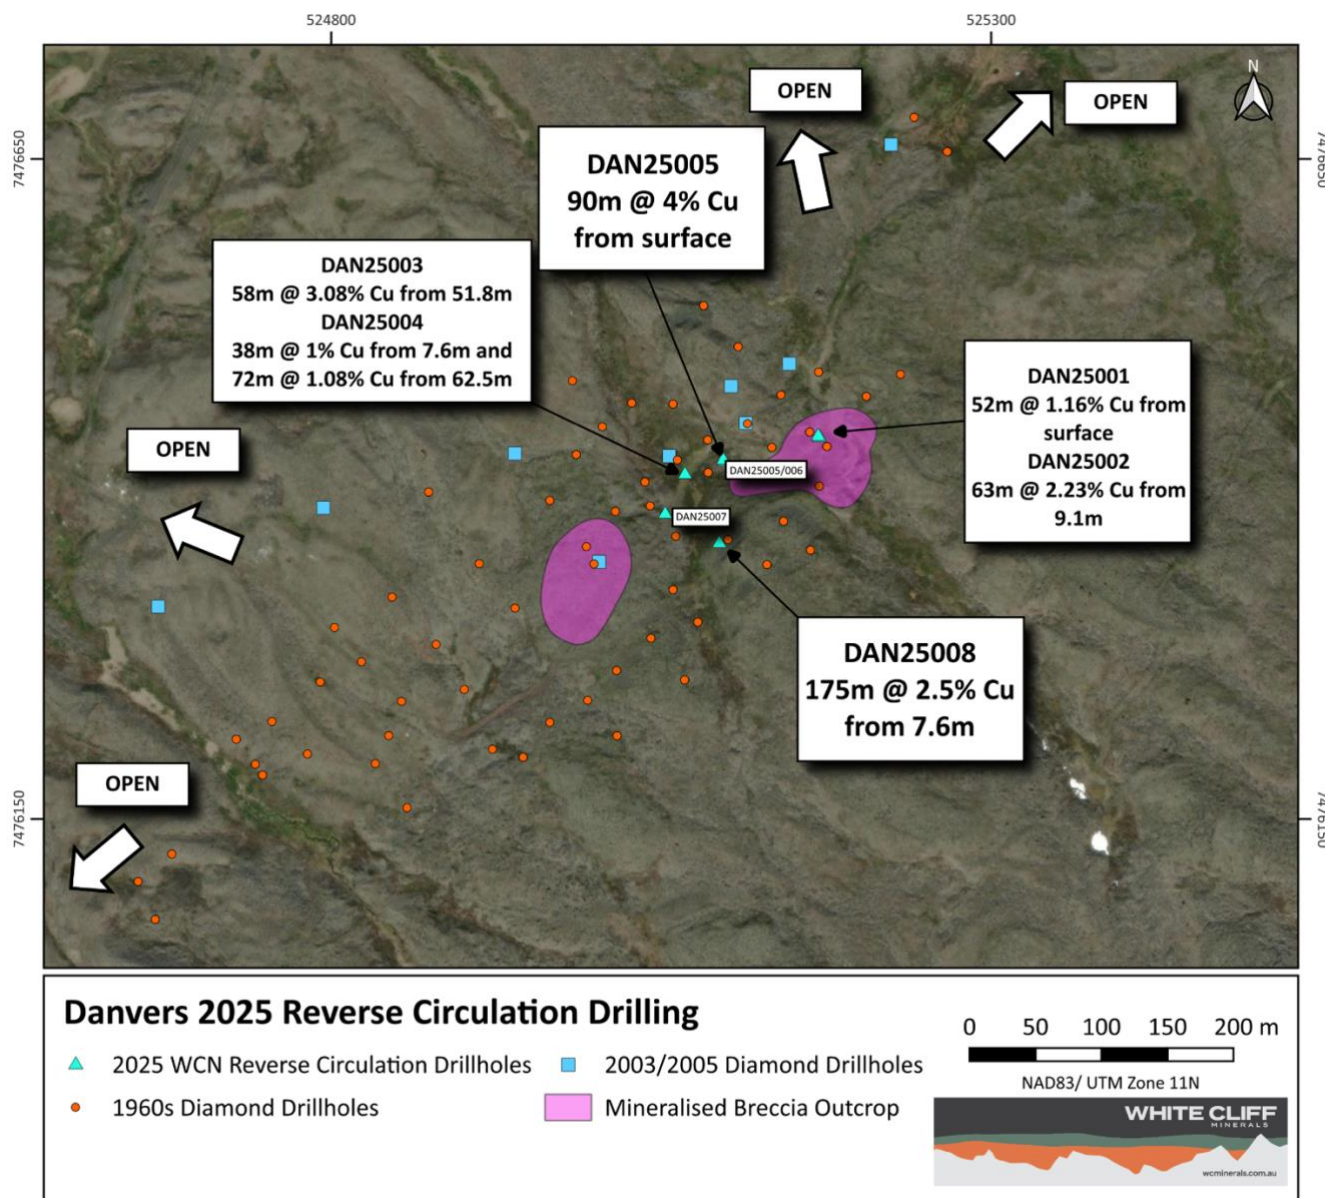 524800
525300
N
7476650
7476650
OPEN
OPEN
DAN25005
90m @ 4% Cu
from surface
DAN25003
58m @ 3.08% Cu from 51.8m
DAN25004
38m @ 1% Cu from 7.6m and
72m @ 1.08% Cu from 62.5m
DAN25001
52m @ 1.16% Cu from
surface
DAN25002
63m @ 2.23% Cu from
9.1m
OPEN
DAN25005/006
DAN25007
DAN25008
175m @ 2.5% Cu
from 7.6m
OPEN
7476150
7476150
Danvers 2025 Reverse Circulation Drilling
2025 WCN Reverse Circulation Drillholes
2003/2005 Diamond Drillholes
1960s Diamond Drillholes
Mineralised Breccia Outcrop
0 50 100 150 200 m
NAD83/ UTM Zone 11N
WHITE CLIFF
MINERALS
wcminerals.com.au